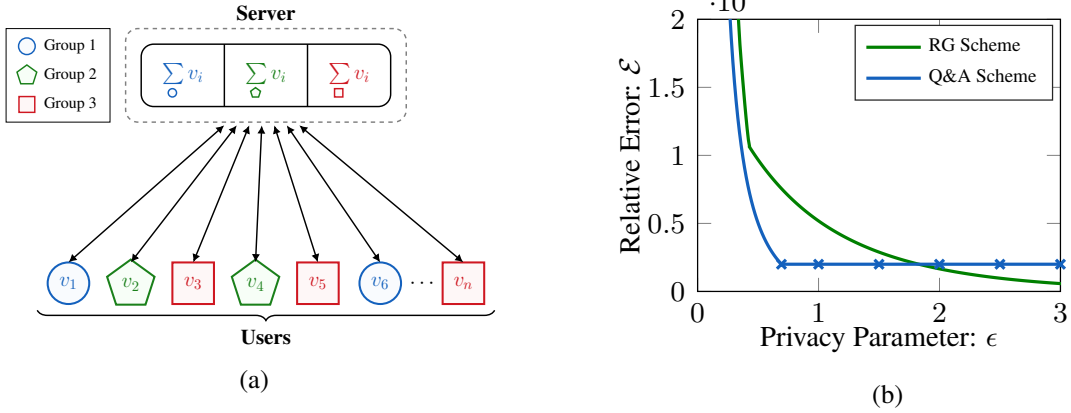 Server
Group 1
Group 2
Group 3
∑ v_i ∑ v_i ∑ v_i
v_1 v_2 v_3 v_4 v_5 v_6 ··· v_n
Users
(a)
·10
2
1.5
1
0.5
0
0 1 2 3
Relative Error: ℰ
Privacy Parameter: ϵ
RG Scheme
Q&A Scheme
(b)